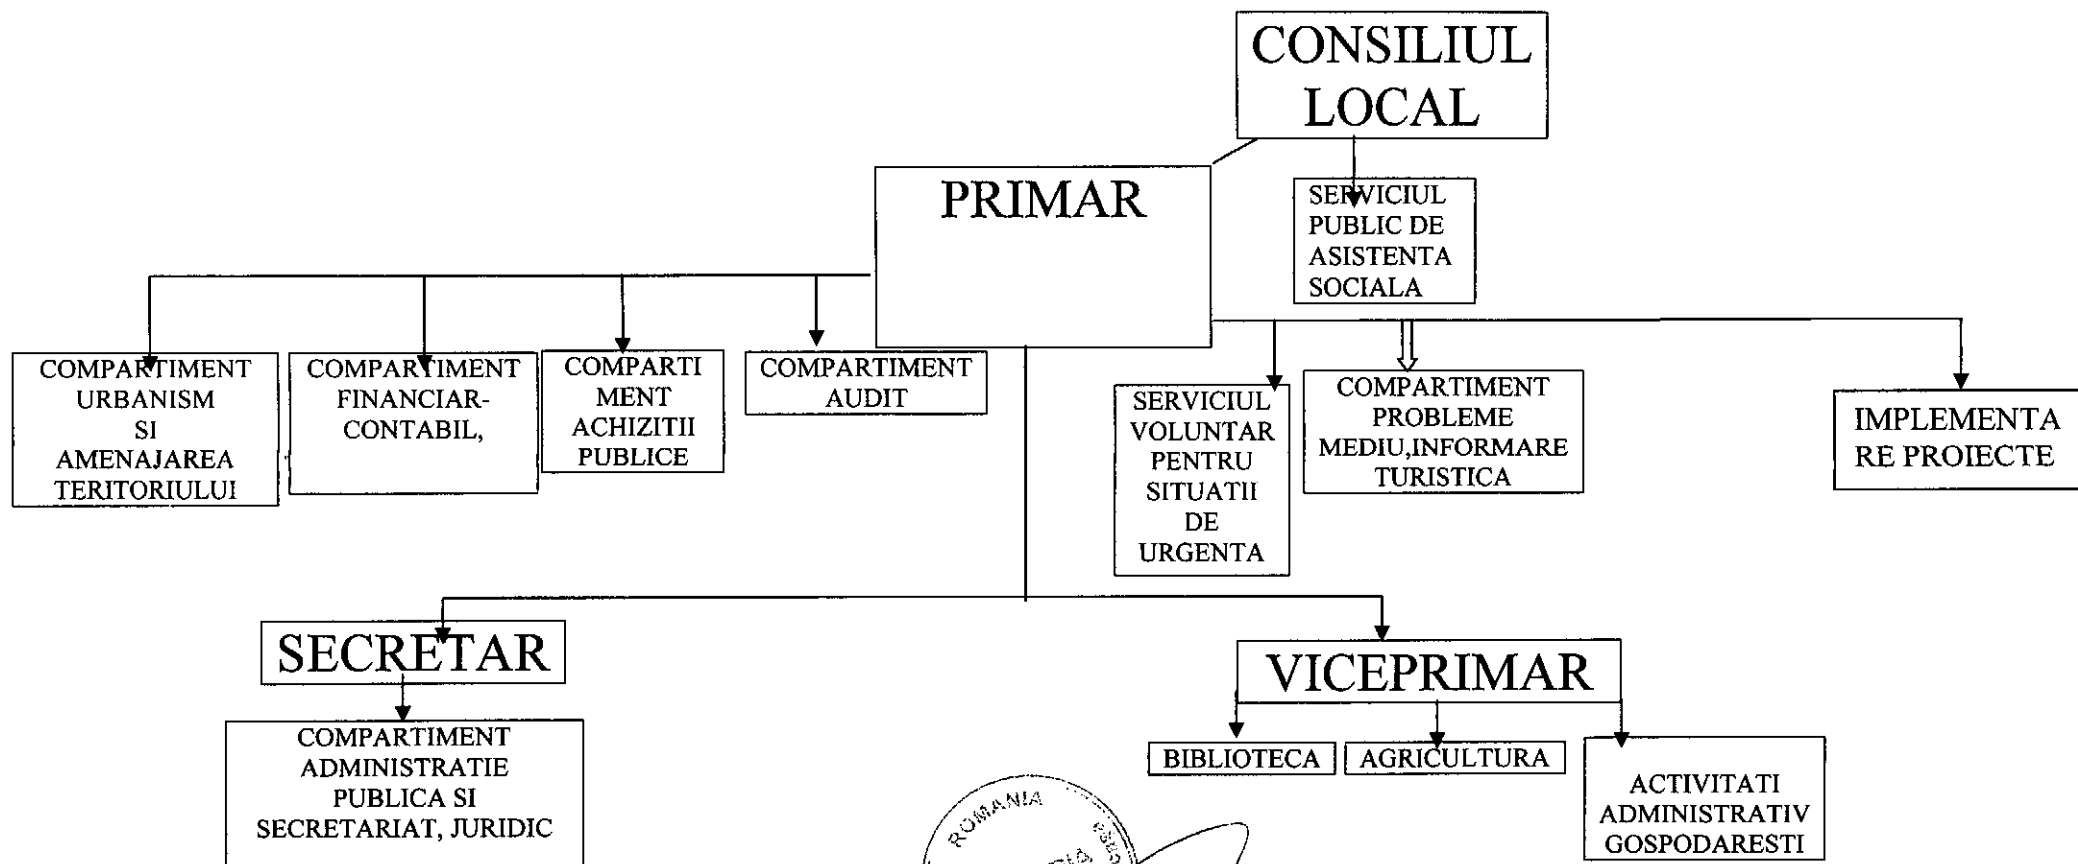 CONSILIUL
LOCAL
PRIMAR
SERVICIUL
PUBLIC DE
ASISTENTA
SOCIALA
COMPARTIMENT
URBANISM
SI
AMENAJAREA
TERITORIULUI
COMPARTIMENT
FINANCIAR-
CONTABIL,
COMPARTI
MENT
ACHIZITII
PUBLICE
COMPARTIMENT
AUDIT
SERVICIUL
VOLUNTAR
PENTRU
SITUATII
DE
URGENTA
COMPARTIMENT
PROBLEME
MEDIU,INFORMARE
TURISTICA
IMPLEMENTA
RE PROIECTE
SECRETAR
VICEPRIMAR
COMPARTIMENT
ADMINISTRATIE
PUBLICA SI
SECRETARIAT, JURIDIC
BIBLIOTECA
AGRICULTURA
ACTIVITATI
ADMINISTRATIV
GOSPODARESTI
ROMANIA